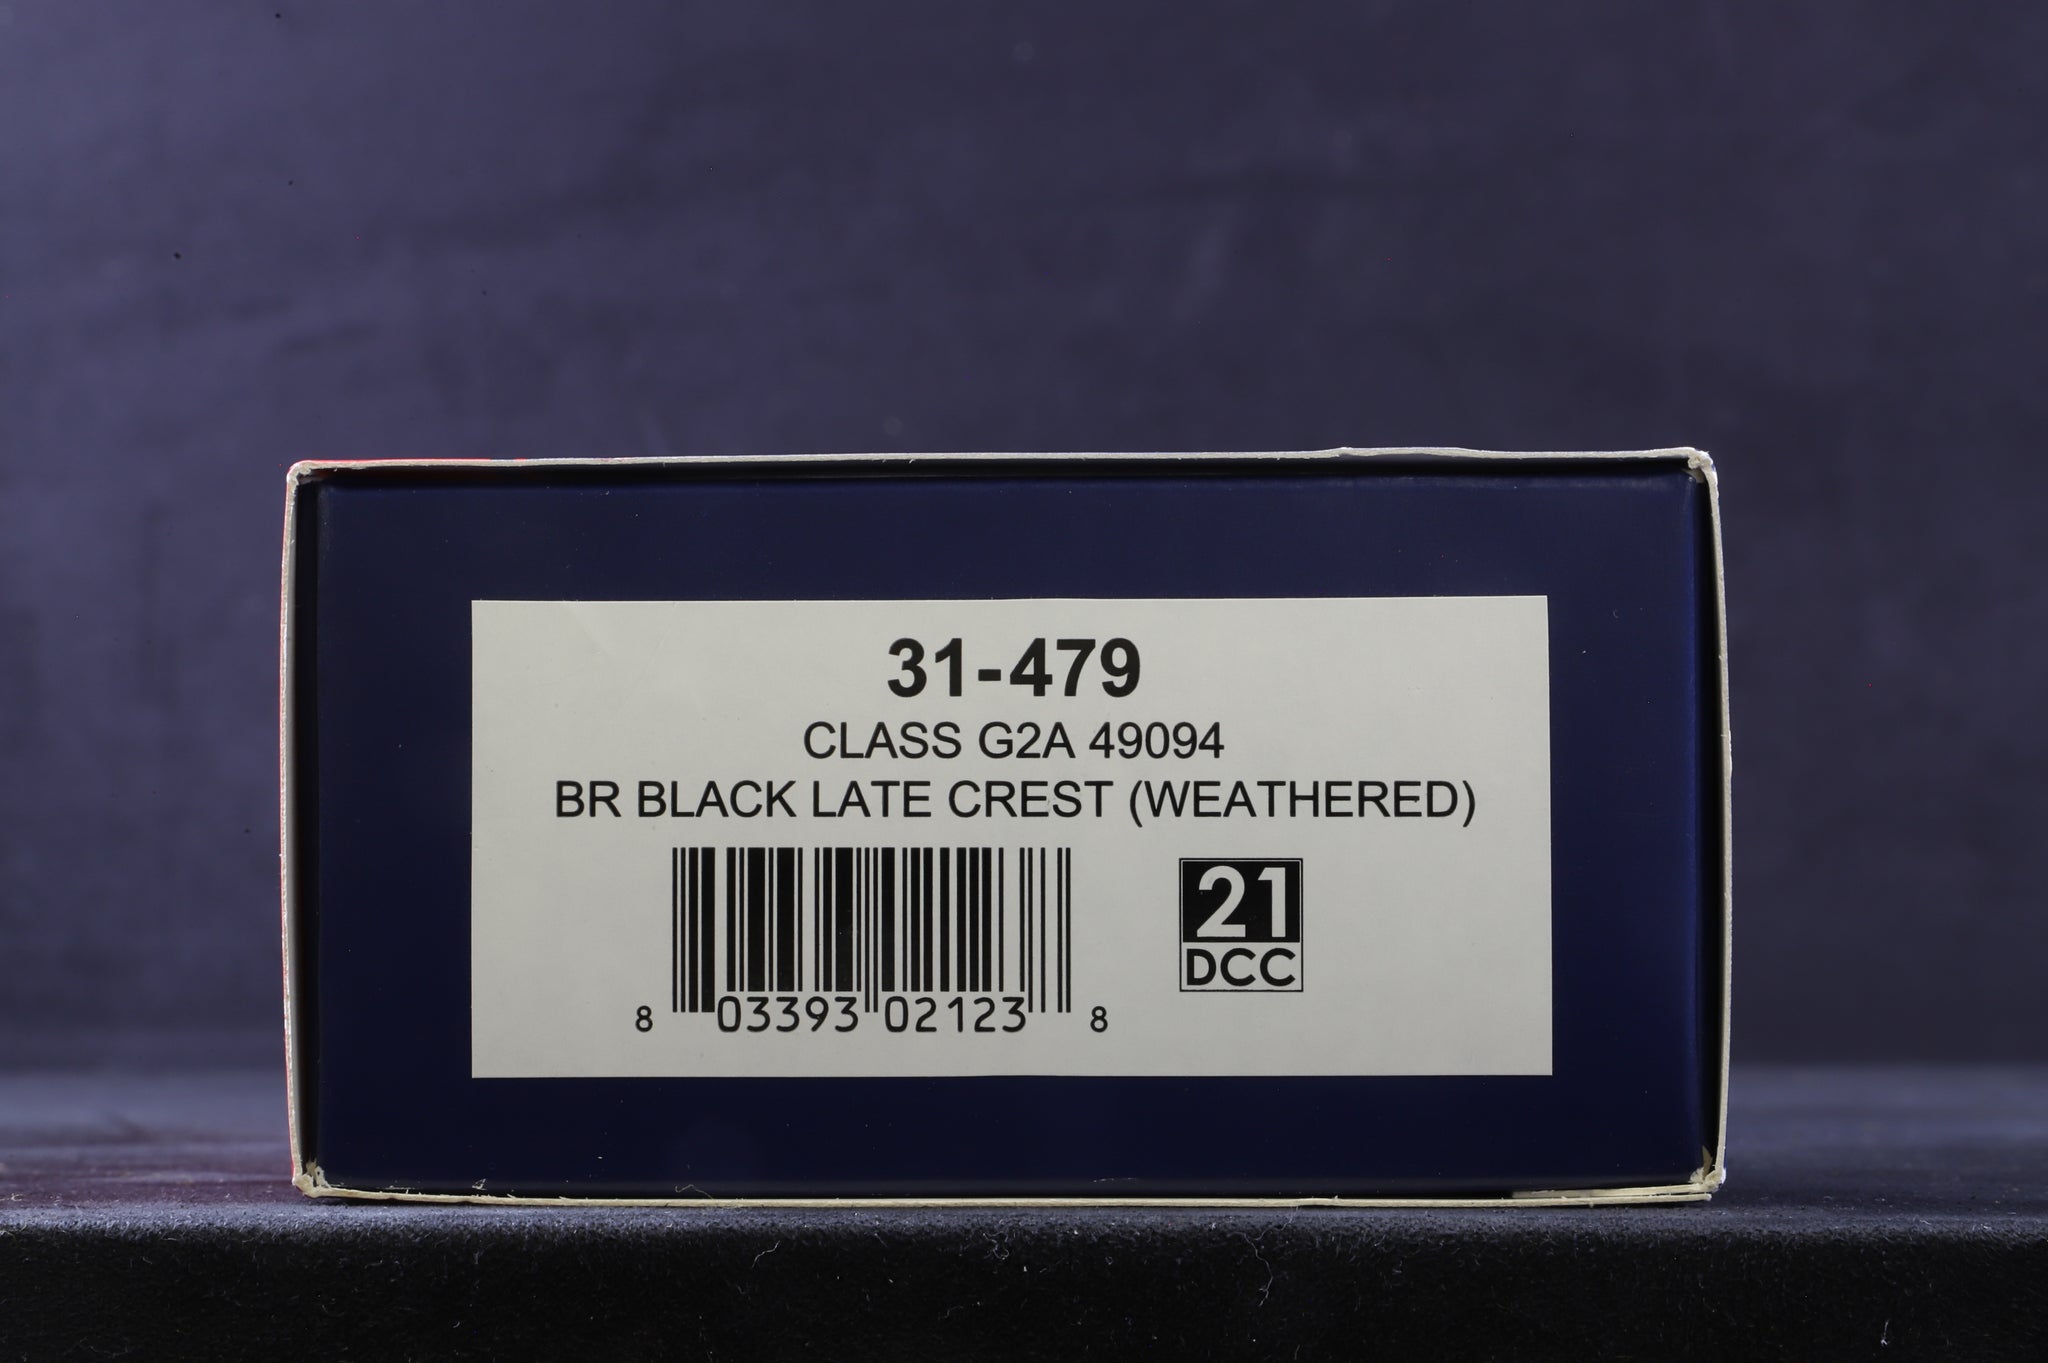 31-479
CLASS G2A 49094
BR BLACK LATE CREST (WEATHERED)
21
DCC
8 03393 02123 8